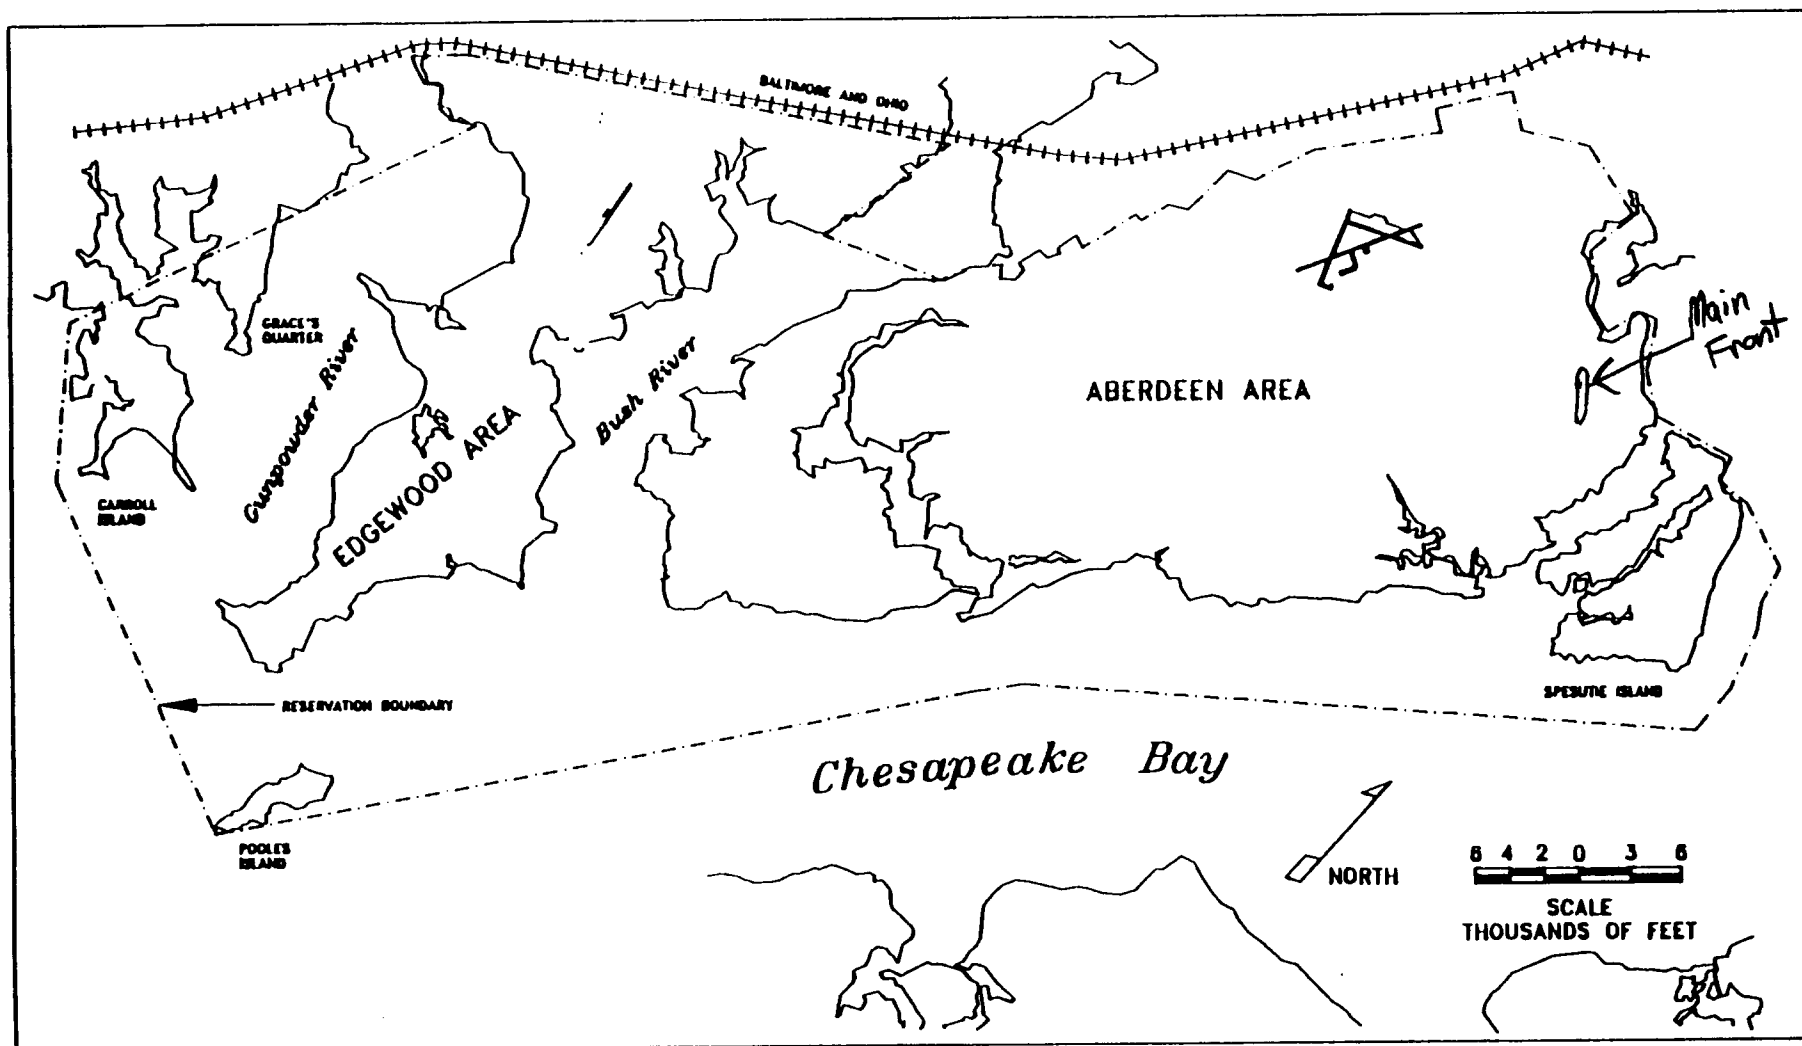 BALTIMORE AND OHIO
GRACE'S
QUARTER
Gunpowder River
EDGEWOOD AREA
Bush River
ABERDEEN AREA
Main
Front
CARROLL
ISLAND
RESERVATION BOUNDARY
SPESUTIE ISLAND
Chesapeake Bay
POOLES
ISLAND
NORTH
6 4 2 0 3 6
SCALE
THOUSANDS OF FEET